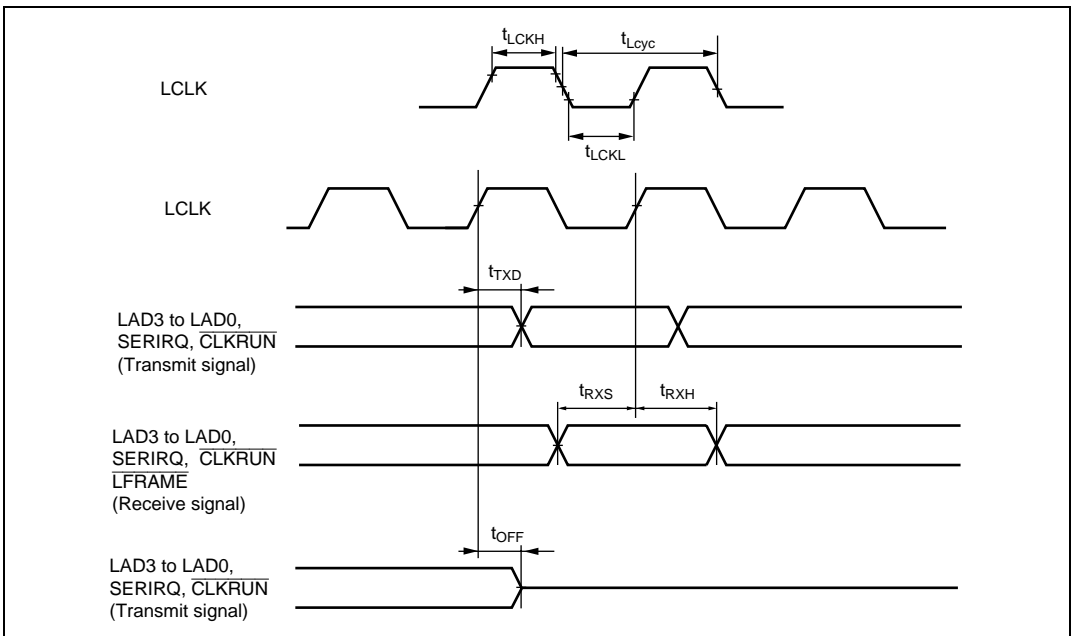 tLCKH
tLcyc
LCLK
tLCKL
LCLK
tTXD
LAD3 to LAD0,
SERIRQ, CLKRUN
(Transmit signal)
tRXS
tRXH
LAD3 to LAD0,
SERIRQ, CLKRUN
LFRAME
(Receive signal)
tOFF
LAD3 to LAD0,
SERIRQ, CLKRUN
(Transmit signal)